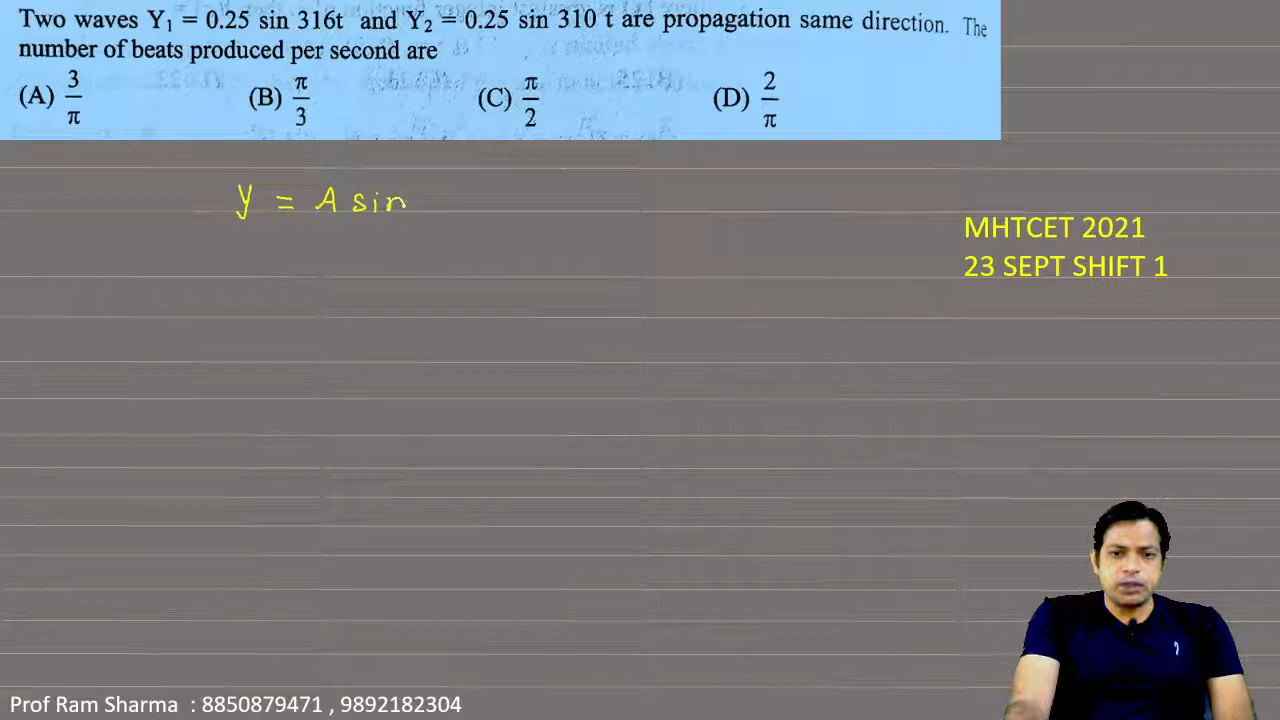 Two waves Y₁ = 0.25 sin 316t and Y₂ = 0.25 sin 310 t are propagation same direction. The
number of beats produced per second are
(A) 3/π (B) π/3 (C) π/2 (D) 2/π
y = A sin
MHTCET 2021
23 SEPT SHIFT 1
Prof Ram Sharma : 8850879471 , 9892182304